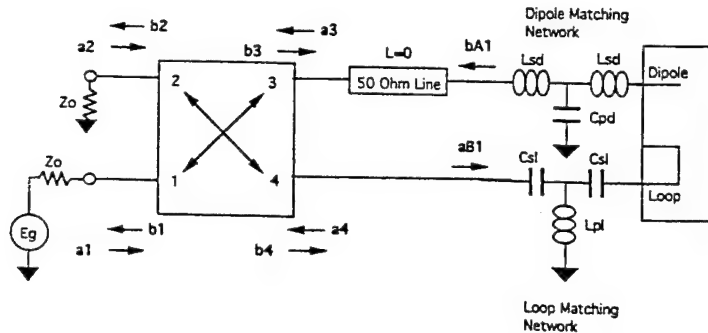 Dipole Matching
Network
b2
a2
a3
b3
L=0
50 Ohm Line
bA1
Lsd
Lsd
Dipole
Cpd
Zo
2
3
1
4
Zo
aB1
Csl
Csl
Loop
Lpl
Eg
b1
a1
a4
b4
Loop Matching
Network